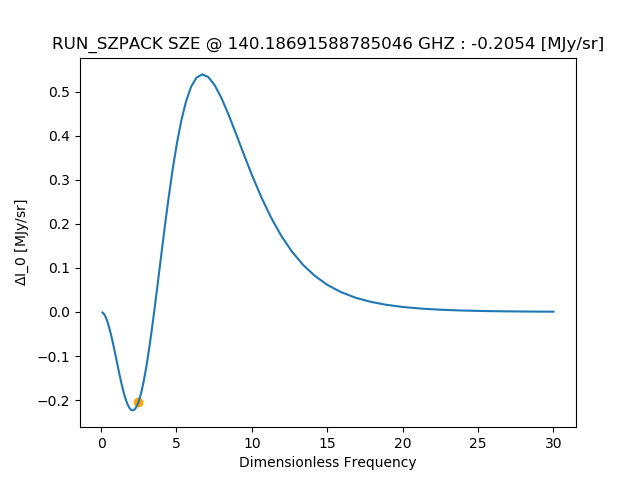 RUN_SZPACK SZE @ 140.18691588785046 GHZ : -0.2054 [MJy/sr]
0.5
0.4
0.3
0.2
0.1
0.0
−0.1
−0.2
ΔI_0 [MJy/sr]
0 5 10 15 20 25 30
Dimensionless Frequency